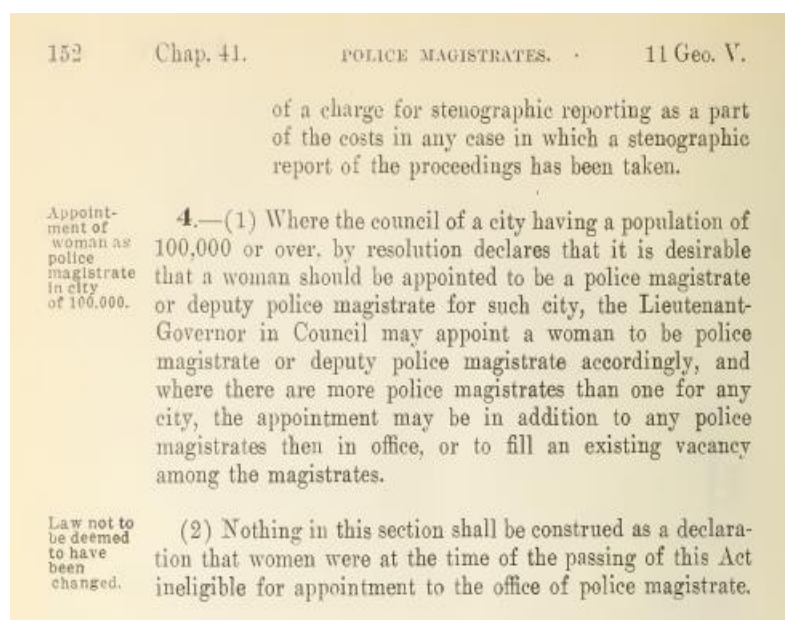 152 Chap. 41. POLICE MAGISTRATES. 11 Geo. V.
of a charge for stenographic reporting as a part
of the costs in any case in which a stenographic
report of the proceedings has been taken.
Appoint-
ment of
woman as
police
magistrate
in city
of 100,000.
4.—(1) Where the council of a city having a population of
100,000 or over. by resolution declares that it is desirable
that a woman should be appointed to be a police magistrate
or deputy police magistrate for such city, the Lieutenant-
Governor in Council may appoint a woman to be police
magistrate or deputy police magistrate accordingly, and
where there are more police magistrates than one for any
city, the appointment may be in addition to any police
magistrates then in office, or to fill an existing vacancy
among the magistrates.
Law not to
be deemed
to have
been
changed.
(2) Nothing in this section shall be construed as a declara-
tion that women were at the time of the passing of this Act
ineligible for appointment to the office of police magistrate.